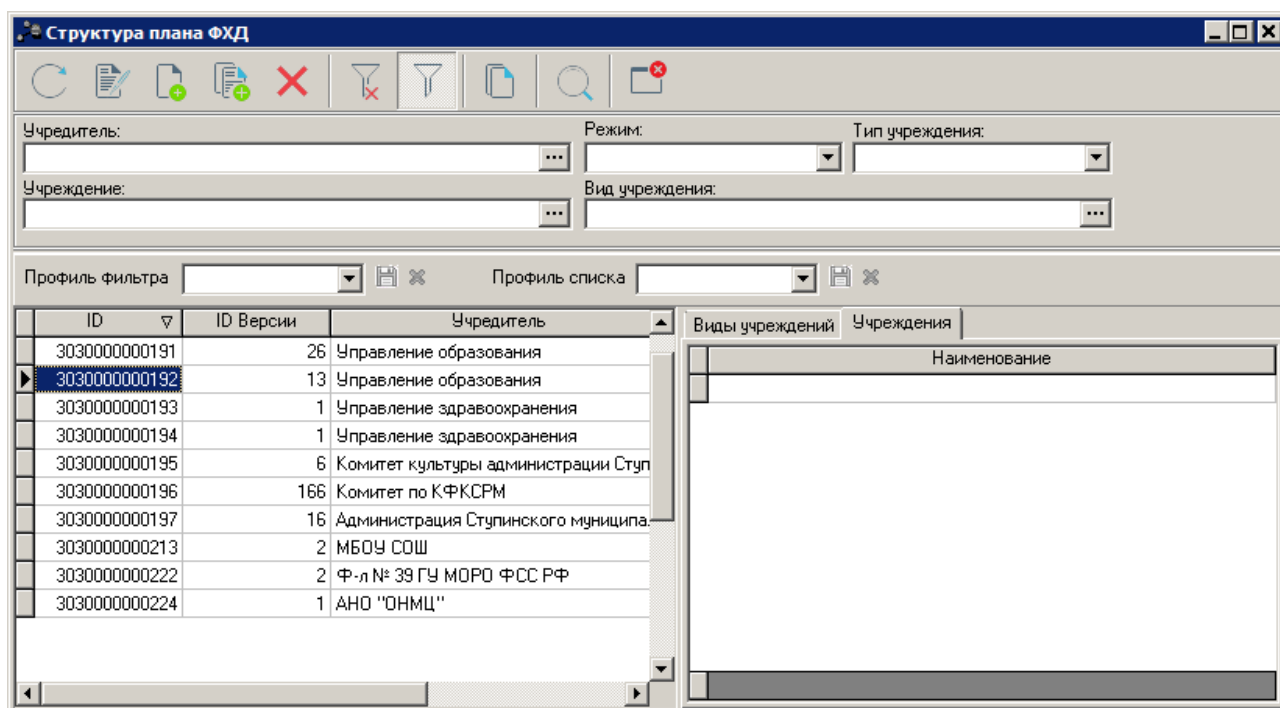 Структура плана ФХД
Учредитель: Режим: Тип учреждения:
Учреждение: Вид учреждения:
Профиль фильтра Профиль списка
ID ID Версии Учредитель Виды учреждений Учреждения
Наименование
3030000000191 26 Управление образования
3030000000192 13 Управление образования
3030000000193 1 Управление здравоохранения
3030000000194 1 Управление здравоохранения
3030000000195 6 Комитет культуры администрации Ступ
3030000000196 166 Комитет по КФКСРМ
3030000000197 16 Администрация Ступинского муниципа
3030000000213 2 МБОУ СОШ
3030000000222 2 Ф-л № 39 ГУ МОРО ФСС РФ
3030000000224 1 АНО "ОНМЦ"